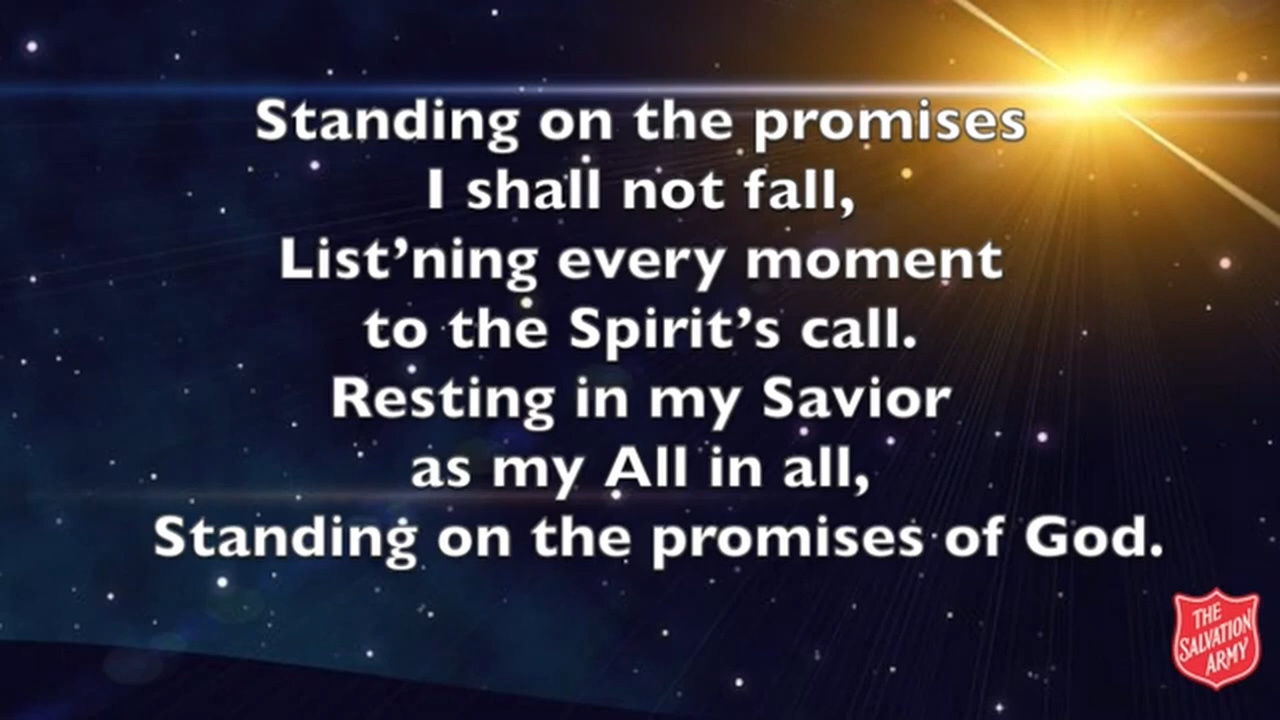 Standing on the promises
I shall not fall,
List’ning every moment
to the Spirit’s call.
Resting in my Savior
as my All in all,
Standing on the promises of God.
THE
SALVATION
ARMY